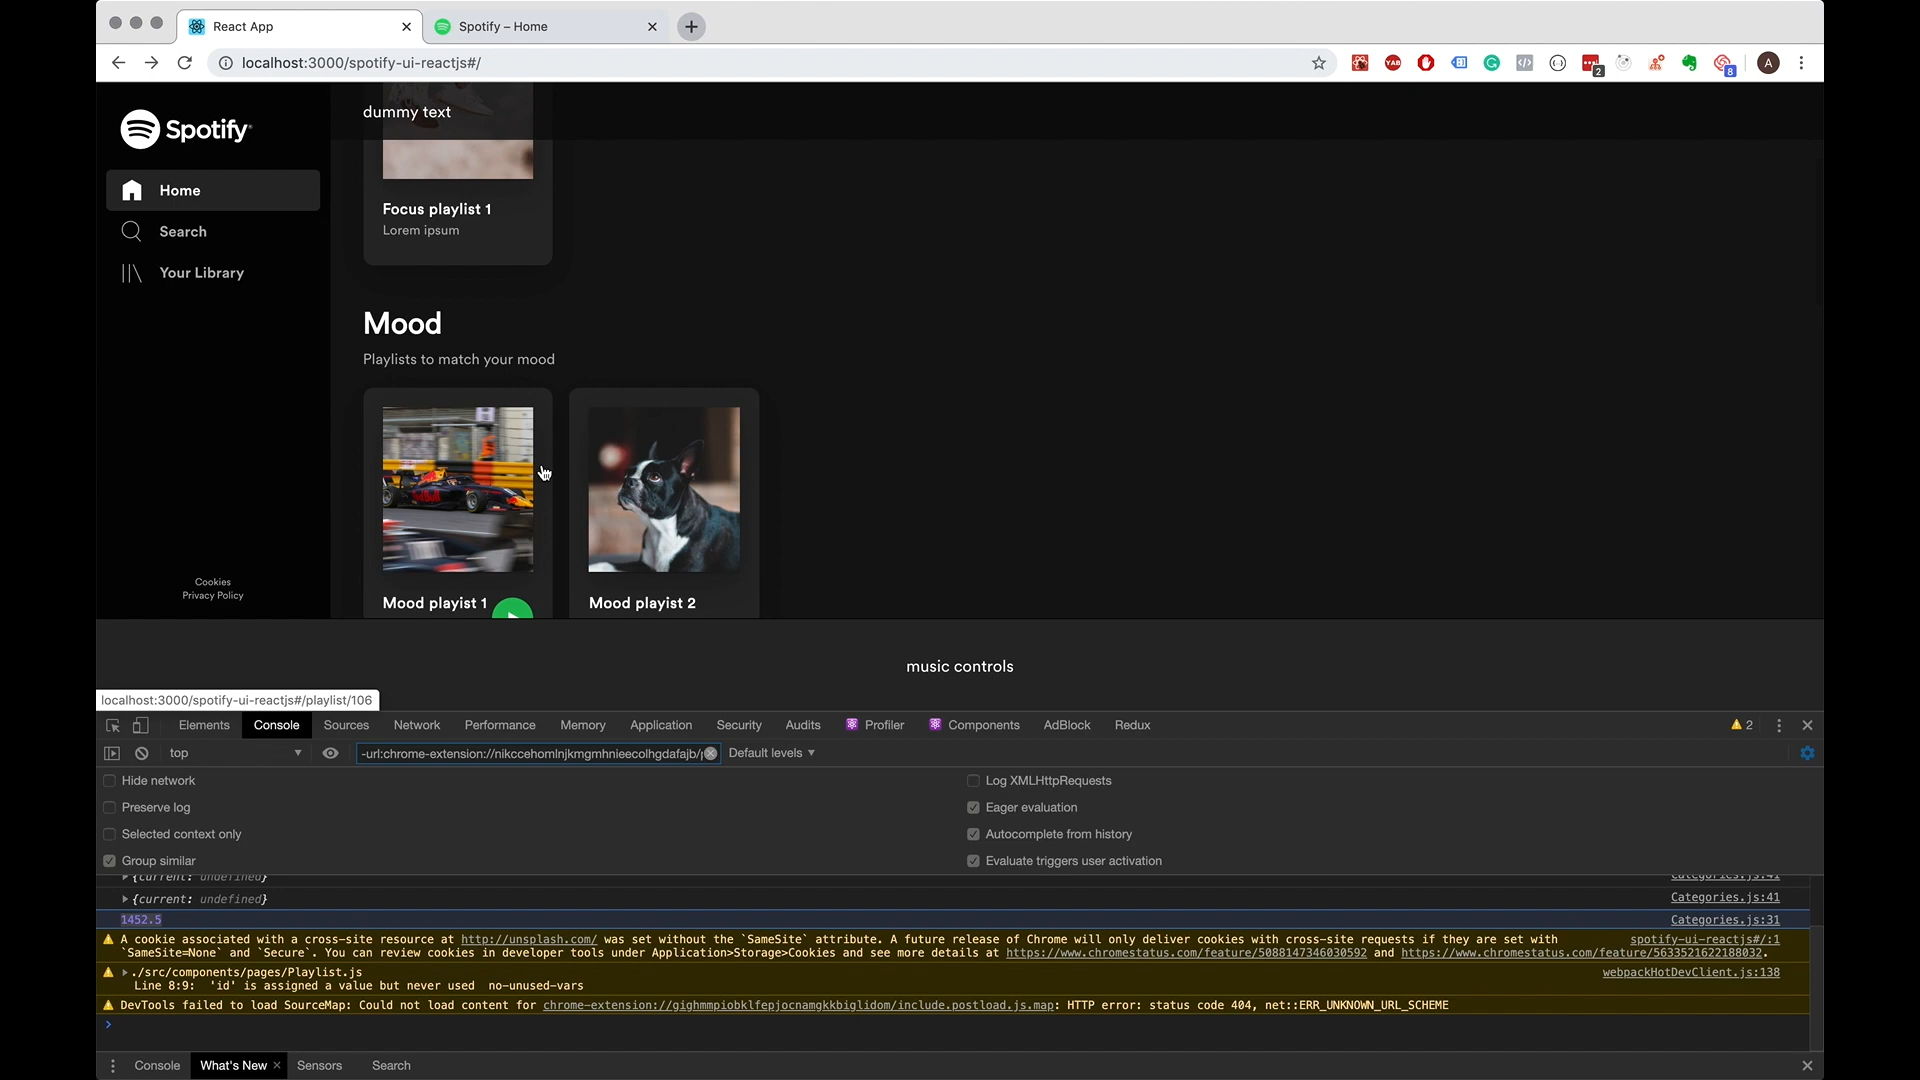 React App
Spotify – Home
localhost:3000/spotify-ui-reactjs#/
YAB
2
8
A
Spotify
dummy text
Home
Search
Your Library
Focus playlist 1
Lorem ipsum
Mood
Playlists to match your mood
Red Bull
Mood playist 1
Mood playist 2
Cookies
Privacy Policy
music controls
localhost:3000/spotify-ui-reactjs#/playlist/106
Elements Console Sources Network Performance Memory Application Security Audits Profiler Components AdBlock Redux 2
top
-url:chrome-extension://nikccehomlnjkmgmhnieecolhgdafajb/
Default levels
Hide network
Log XMLHttpRequests
Preserve log
Eager evaluation
Selected context only
Autocomplete from history
Group similar
Evaluate triggers user activation
{current: undefined} Categories.js:41
{current: undefined} Categories.js:41
1452.5 Categories.js:31
A cookie associated with a cross-site resource at http://unsplash.com/ was set without the `SameSite` attribute. A future release of Chrome will only deliver cookies with cross-site requests if they are set with spotify-ui-reactjs#/:1
`SameSite=None` and `Secure`. You can review cookies in developer tools under Application>Storage>Cookies and see more details at https://www.chromestatus.com/feature/5088147346030592 and https://www.chromestatus.com/feature/5633521622188032.
./src/components/pages/Playlist.js webpackHotDevClient.js:138
Line 8:9: 'id' is assigned a value but never used no-unused-vars
DevTools failed to load SourceMap: Could not load content for chrome-extension://gighmmpiobklfepjocnamgkkbiglidom/include.postload.js.map: HTTP error: status code 404, net::ERR_UNKNOWN_URL_SCHEME
Console What's New Sensors Search